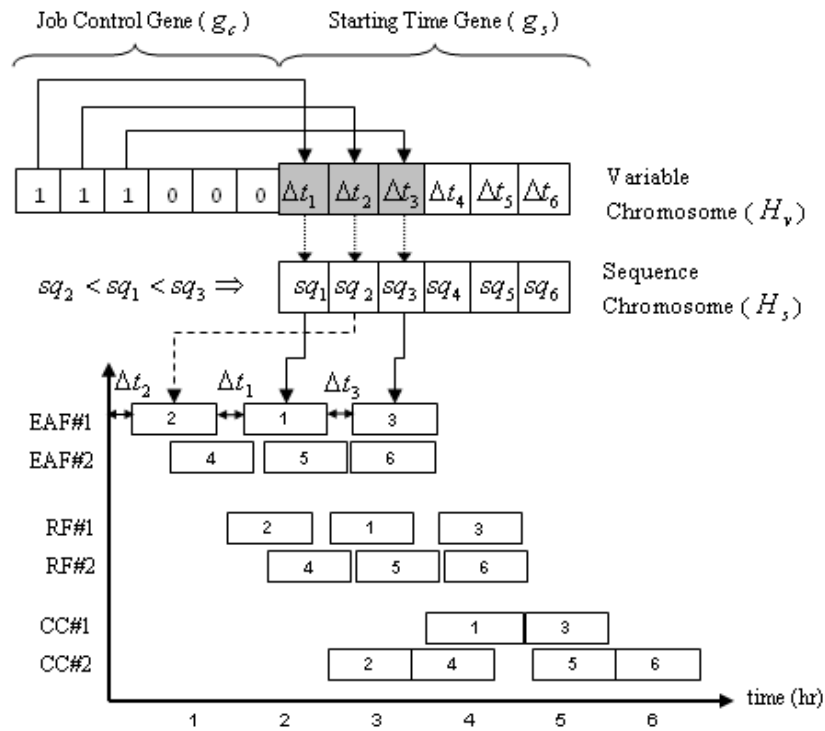 Job Control Gene ( g_c ) Starting Time Gene ( g_s )
1 1 1 0 0 0 Δt_1 Δt_2 Δt_3 Δt_4 Δt_5 Δt_6
Variable
Chromosome ( H_v )
sq_2 < sq_1 < sq_3 ⇒
sq_1 sq_2 sq_3 sq_4 sq_5 sq_6
Sequence
Chromosome ( H_s )
Δt_2 Δt_1 Δt_3
EAF#1 2 1 3
EAF#2 4 5 6
RF#1 2 1 3
RF#2 4 5 6
CC#1 1 3
CC#2 2 4 5 6
time (hr)
1 2 3 4 5 6